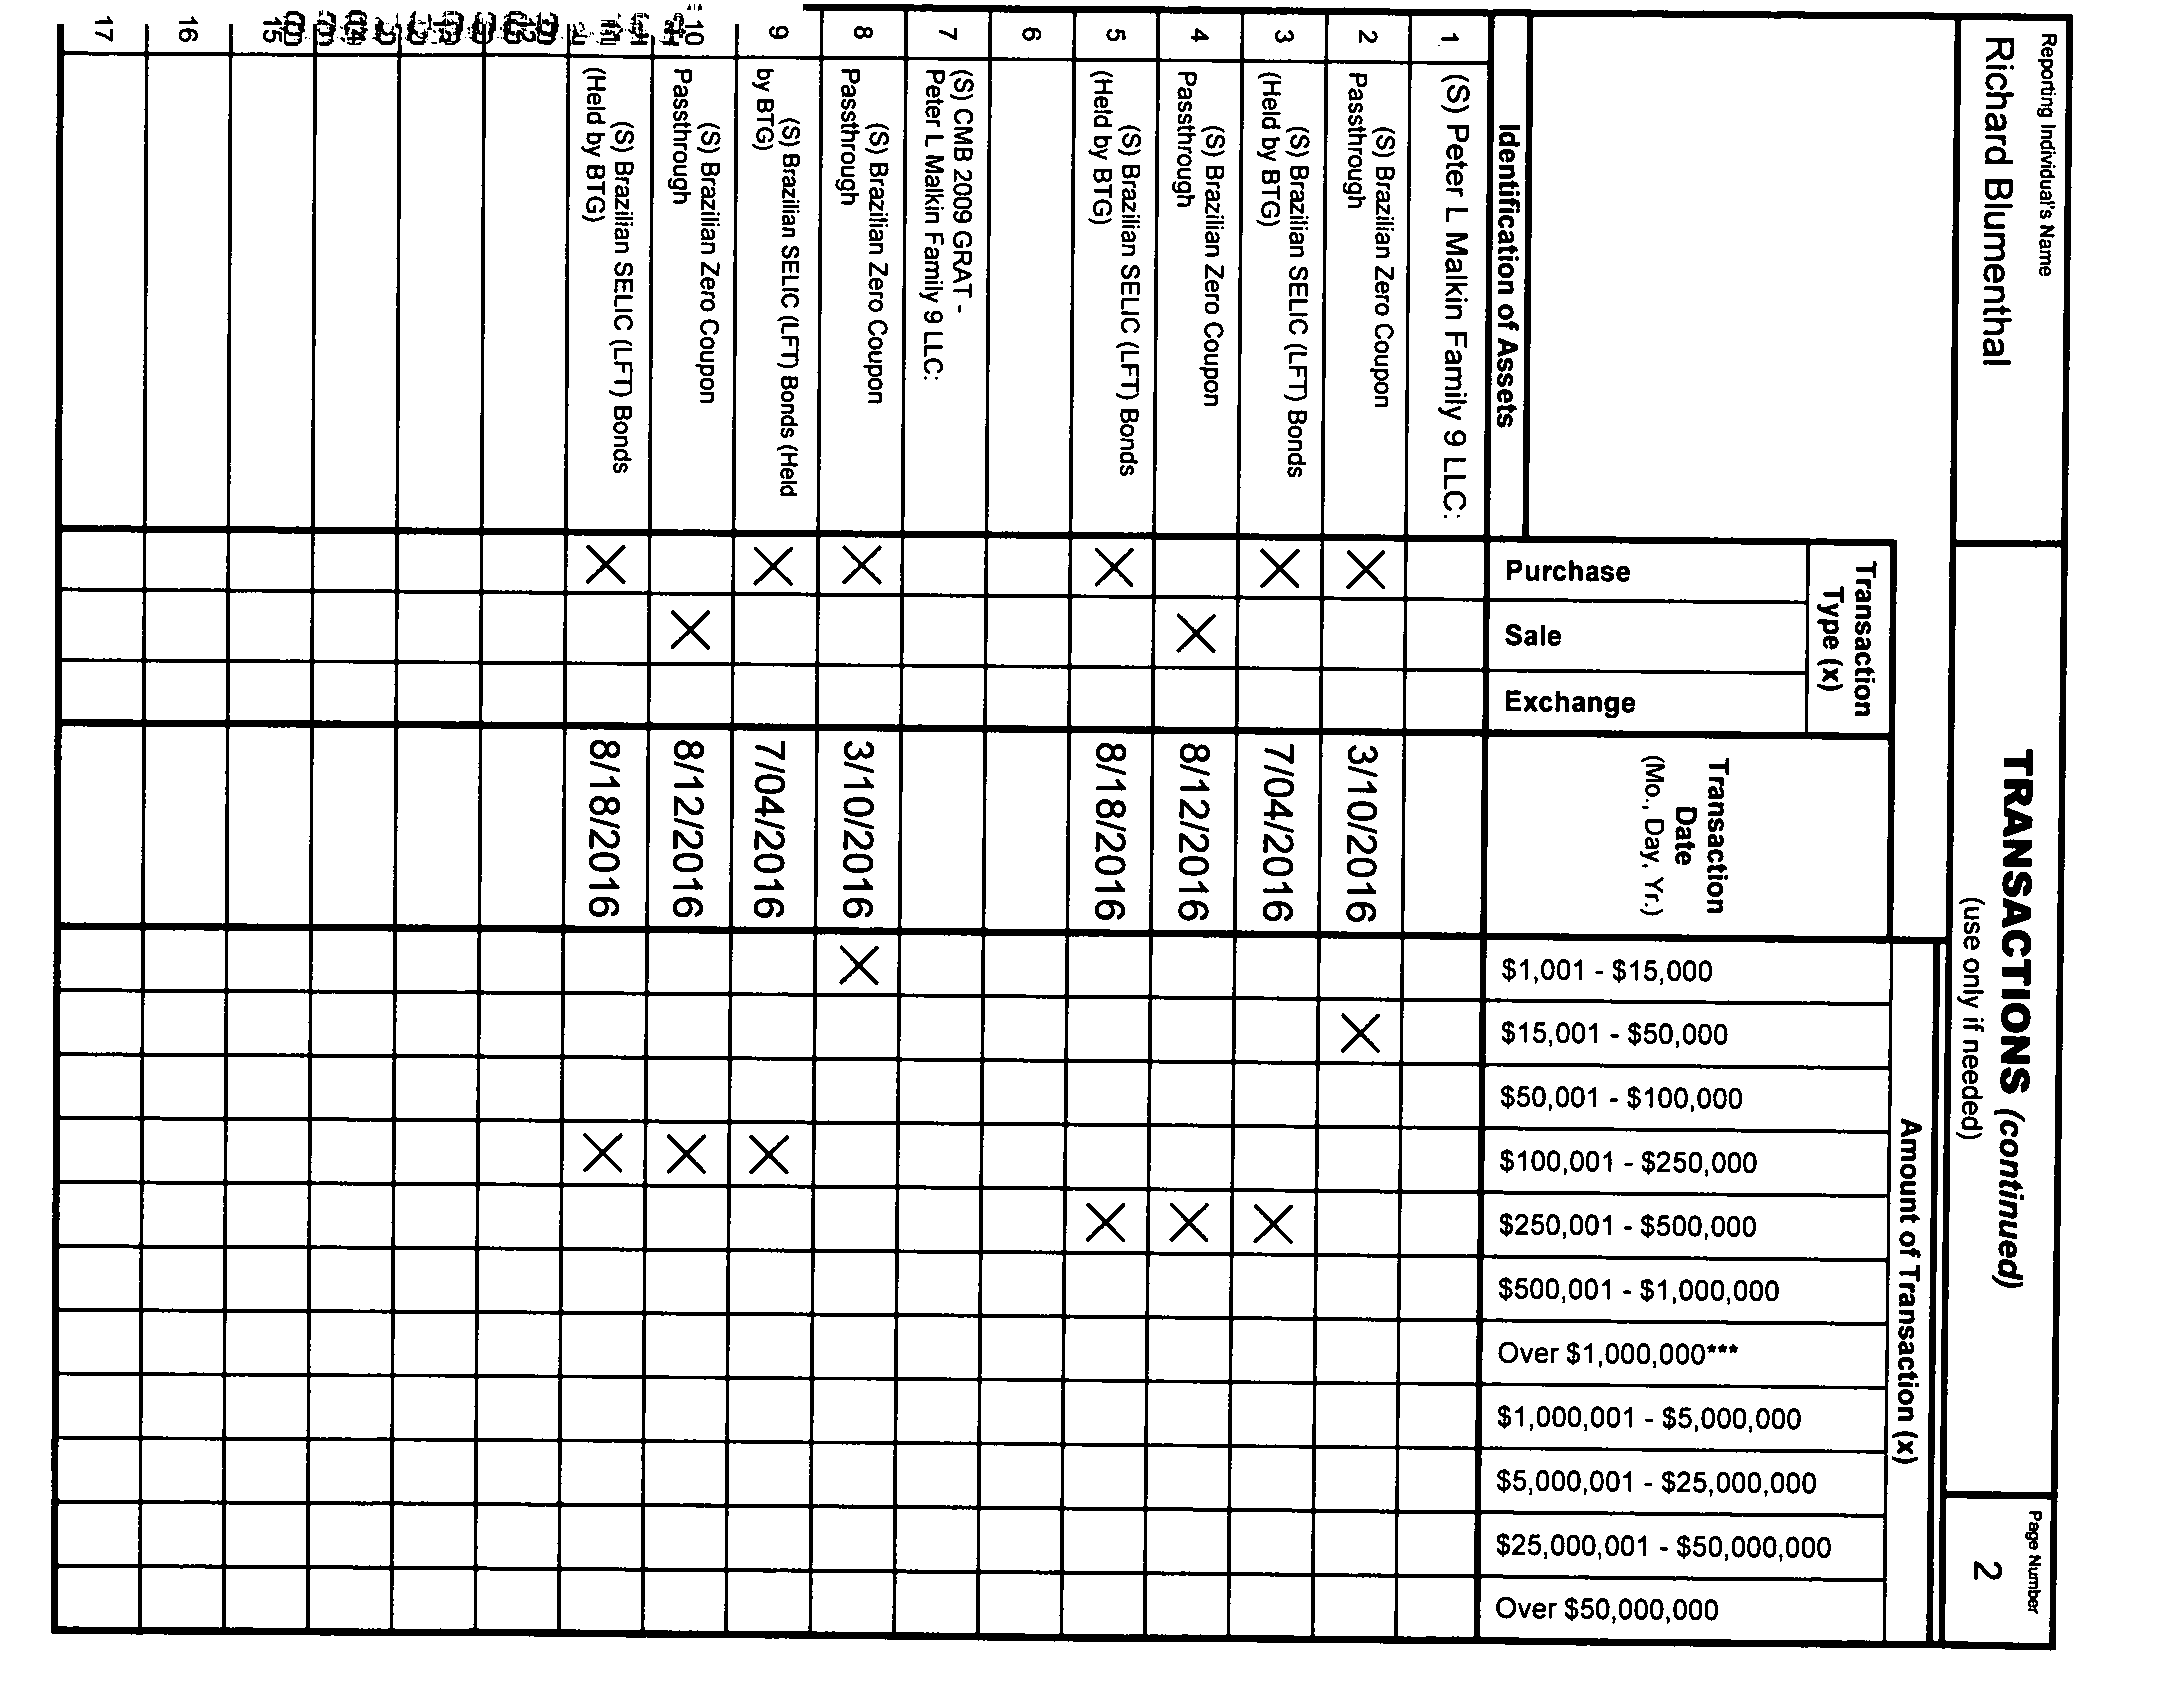 Reporting Individual's Name
Richard Blumenthal
TRANSACTIONS (continued)
(use only if needed)
Page Number
2
Identification of Assets
Transaction
Type (x)
Purchase
Sale
Exchange
Transaction
Date
(Mo., Day, Yr.)
Amount of Transaction (x)
$1,001 - $15,000
$15,001 - $50,000
$50,001 - $100,000
$100,001 - $250,000
$250,001 - $500,000
$500,001 - $1,000,000
Over $1,000,000***
$1,000,001 - $5,000,000
$5,000,001 - $25,000,000
$25,000,001 - $50,000,000
Over $50,000,000
1 (S) Peter L Malkin Family 9 LLC:
2 (S) Brazilian Zero Coupon
Passthrough X 3/10/2016 X
3 (S) Brazilian SELIC (LFT) Bonds
(Held by BTG) X 7/04/2016 X
4 (S) Brazilian Zero Coupon
Passthrough X 8/12/2016 X
5 (S) Brazilian SELIC (LFT) Bonds
(Held by BTG) X 8/18/2016 X
6
7 (S) CMB 2009 GRAT -
Peter L Malkin Family 9 LLC:
8 (S) Brazilian Zero Coupon
Passthrough X 3/10/2016 X
9 (S) Brazilian SELIC (LFT) Bonds (Held
by BTG) X 7/04/2016 X
10 (S) Brazilian Zero Coupon
Passthrough X 8/12/2016 X
(S) Brazilian SELIC (LFT) Bonds
(Held by BTG) X 8/18/2016 X
15
16
17